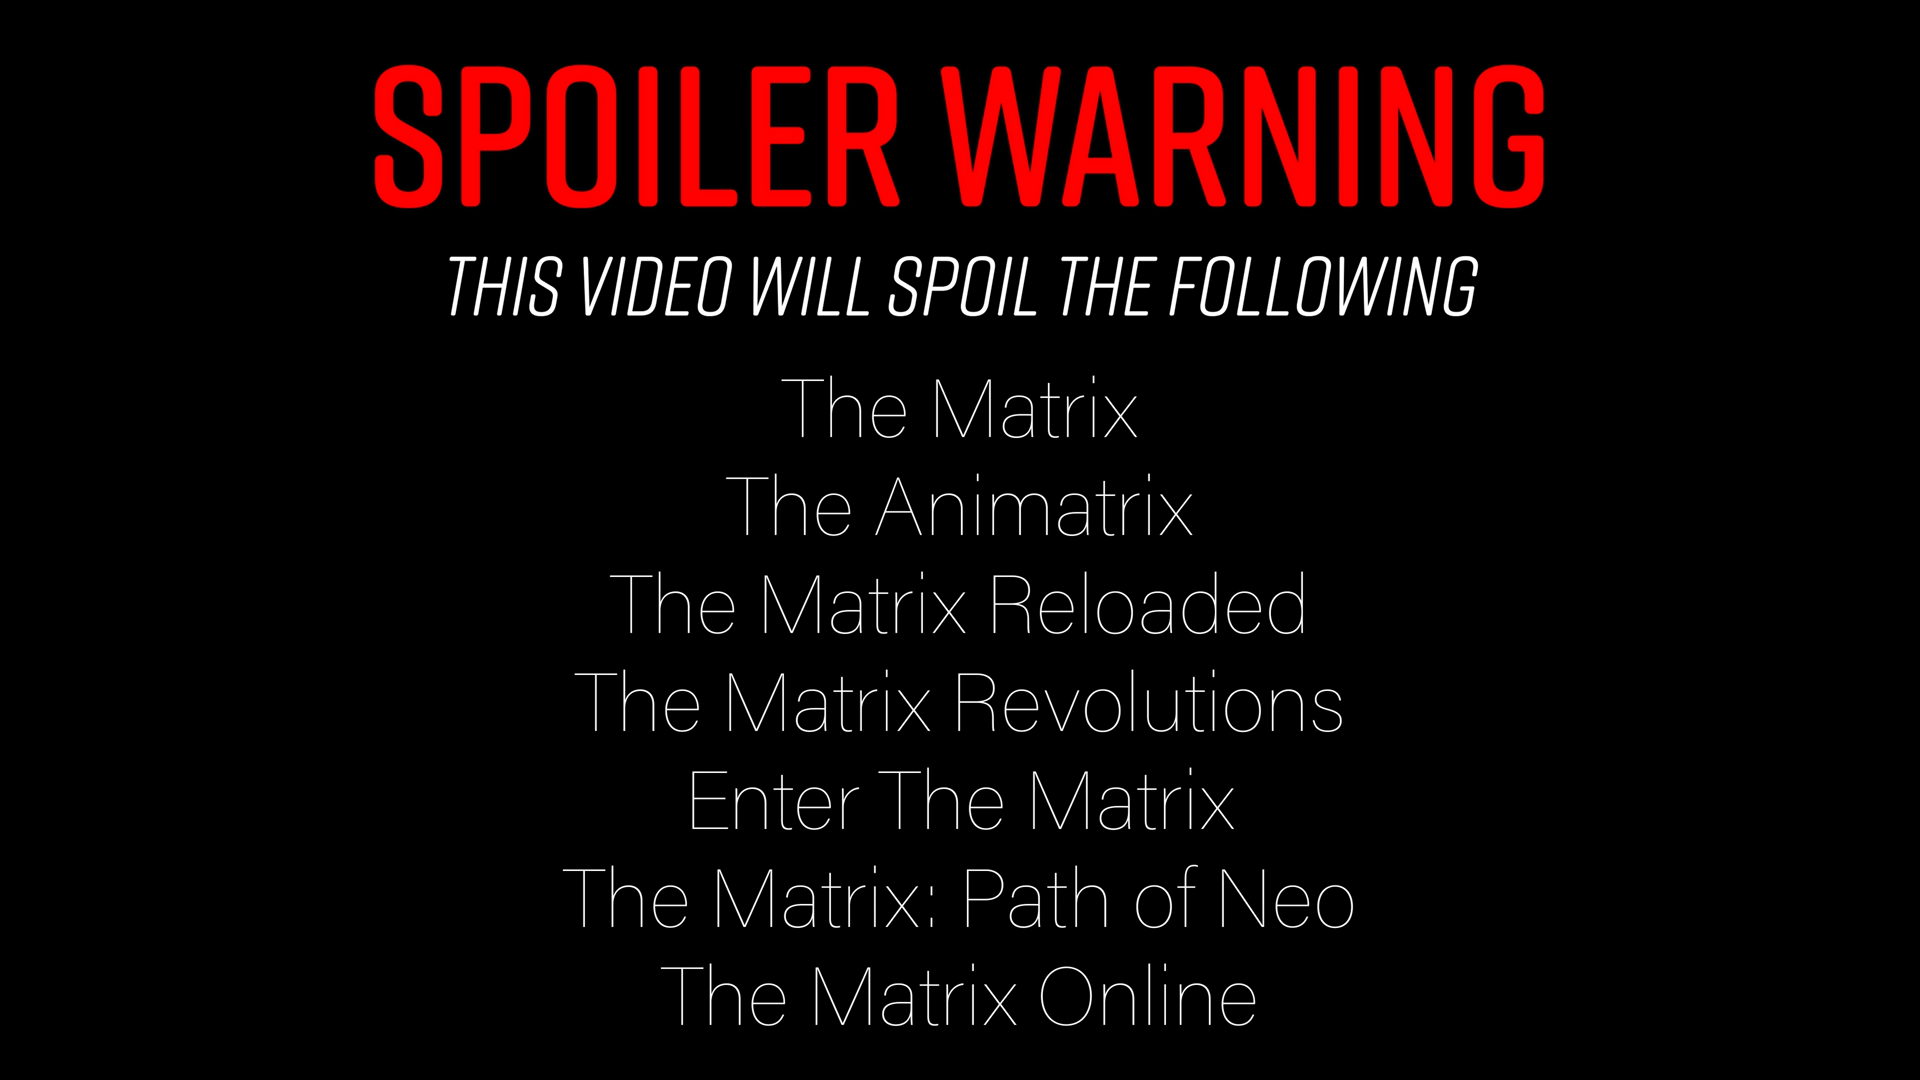 SPOILER WARNING
THIS VIDEO WILL SPOIL THE FOLLOWING
The Matrix
The Animatrix
The Matrix Reloaded
The Matrix Revolutions
Enter The Matrix
The Matrix: Path of Neo
The Matrix Online